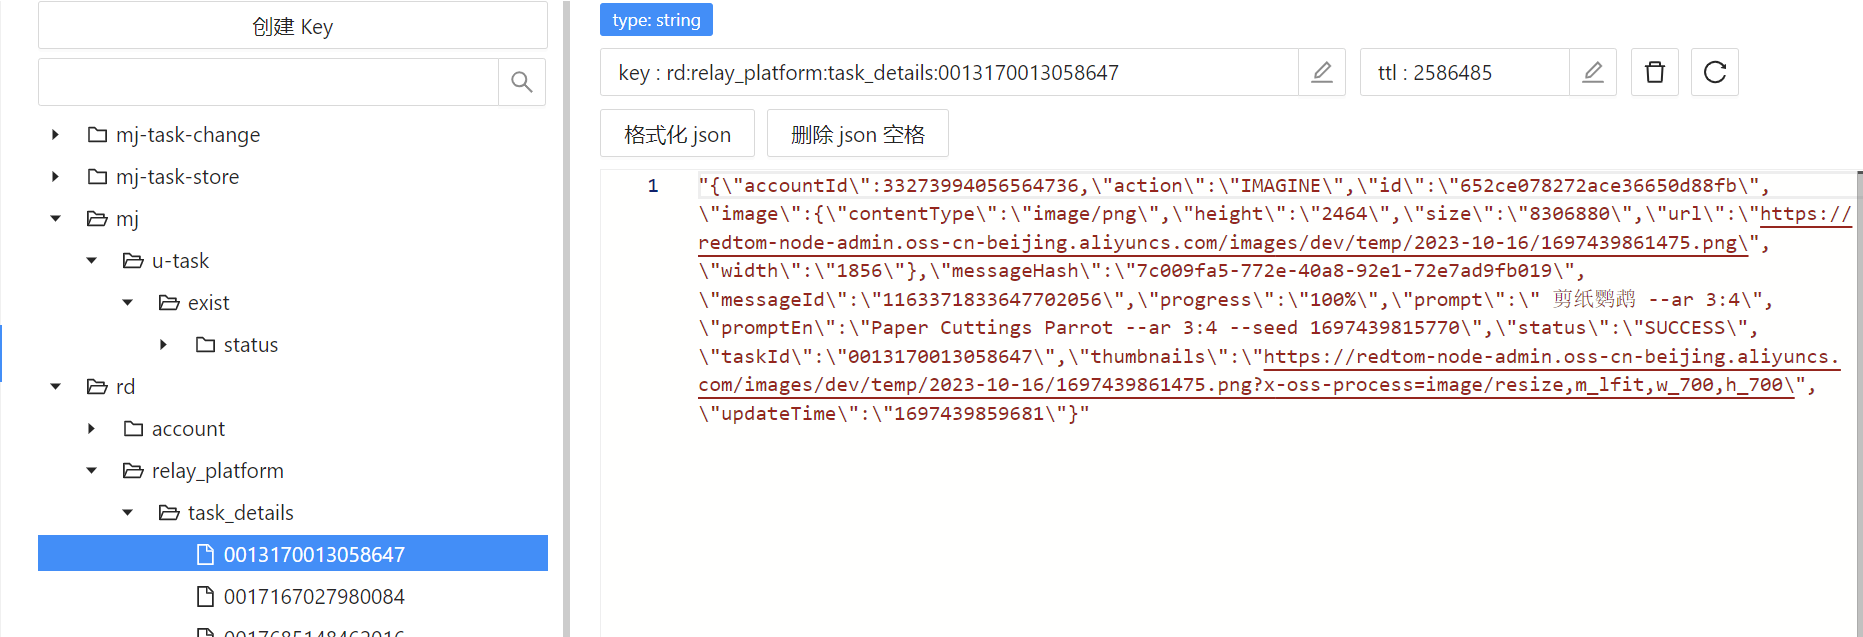 创建 Key
mj-task-change
mj-task-store
mj
u-task
exist
status
rd
account
relay_platform
task_details
0013170013058647
0017167027980084
type: string
key : rd:relay_platform:task_details:0013170013058647
ttl : 2586485
格式化 json
删除 json 空格
1
"{\"accountId\":33273994056564736,\"action\":\"IMAGINE\",\"id\":\"652ce078272ace36650d88fb\",
\"image\":{\"contentType\":\"image/png\",\"height\":\"2464\",\"size\":\"8306880\",\"url\":\"https://
redtom-node-admin.oss-cn-beijing.aliyuncs.com/images/dev/temp/2023-10-16/1697439861475.png\",
\"width\":\"1856\"},\"messageHash\":\"7c009fa5-772e-40a8-92e1-72e7ad9fb019\",
\"messageId\":\"1163371833647702056\",\"progress\":\"100%\",\"prompt\":\" 剪纸鹦鹉 --ar 3:4\",
\"promptEn\":\"Paper Cuttings Parrot --ar 3:4 --seed 1697439815770\",\"status\":\"SUCCESS\",
\"taskId\":\"0013170013058647\",\"thumbnails\":\"https://redtom-node-admin.oss-cn-beijing.aliyuncs.
com/images/dev/temp/2023-10-16/1697439861475.png?x-oss-process=image/resize,m_lfit,w_700,h_700\",
\"updateTime\":\"1697439859681\"}"